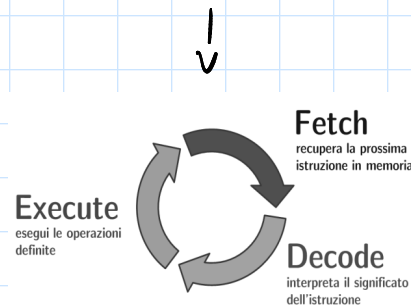 Fetch
recupera la prossima
istruzione in memoria
Execute
esegui le operazioni
definite
Decode
interpreta il significato
dell'istruzione